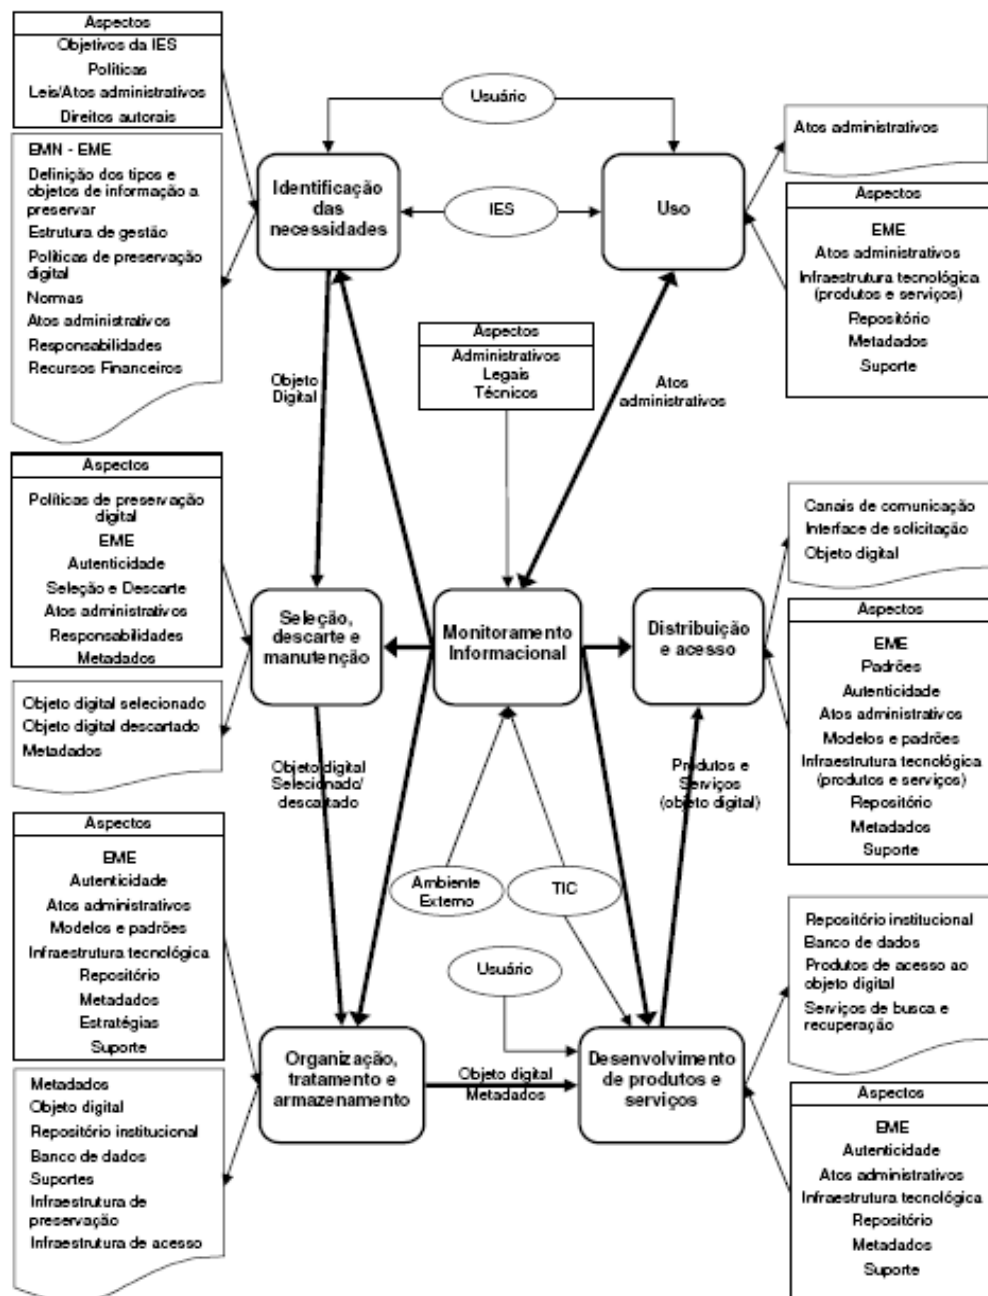 Aspectos
Objetivos da IES
Políticas
Leis/Atos administrativos
Direitos autorais
EMN - EME
Definição dos tipos e
objetos de informação a
preservar
Estrutura de gestão
Políticas de preservação
digital
Normas
Atos administrativos
Responsabilidades
Recursos Financeiros
Usuário
Identificação
das
necessidades
IES
Uso
Atos administrativos
Aspectos
EME
Atos administrativos
Infraestrutura tecnológica
(produtos e serviços)
Repositório
Metadados
Suporte
Aspectos
Administrativos
Legais
Técnicos
Objeto
Digital
Atos
administrativos
Aspectos
Políticas de preservação
digital
EME
Autenticidade
Seleção e Descarte
Atos administrativos
Responsabilidades
Metadados
Objeto digital selecionado
Objeto digital descartado
Metadados
Seleção,
descarte e
manutenção
Monitoramento
Informacional
Distribuição
e acesso
Canais de comunicação
Interface de solicitação
Objeto digital
Aspectos
EME
Padrões
Autenticidade
Atos administrativos
Modelos e padrões
Infraestrutura tecnológica
(produtos e serviços)
Repositório
Metadados
Suporte
Objeto digital
Selecionado/
descartado
Produtos e
Serviços
(objeto digital)
Ambiente
Externo
TIC
Usuário
Aspectos
EME
Autenticidade
Atos administrativos
Modelos e padrões
Infraestrutura tecnológica
Repositório
Metadados
Estratégias
Suporte
Metadados
Objeto digital
Repositório institucional
Banco de dados
Suportes
Infraestrutura de
preservação
Infraestrutura de acesso
Organização,
tratamento e
armazenamento
Objeto digital
Metadados
Desenvolvimento
de produtos e
serviços
Repositório institucional
Banco de dados
Produtos de acesso ao
objeto digital
Serviços de busca e
recuperação
Aspectos
EME
Autenticidade
Atos administrativos
Infraestrutura tecnológica
Repositório
Metadados
Suporte